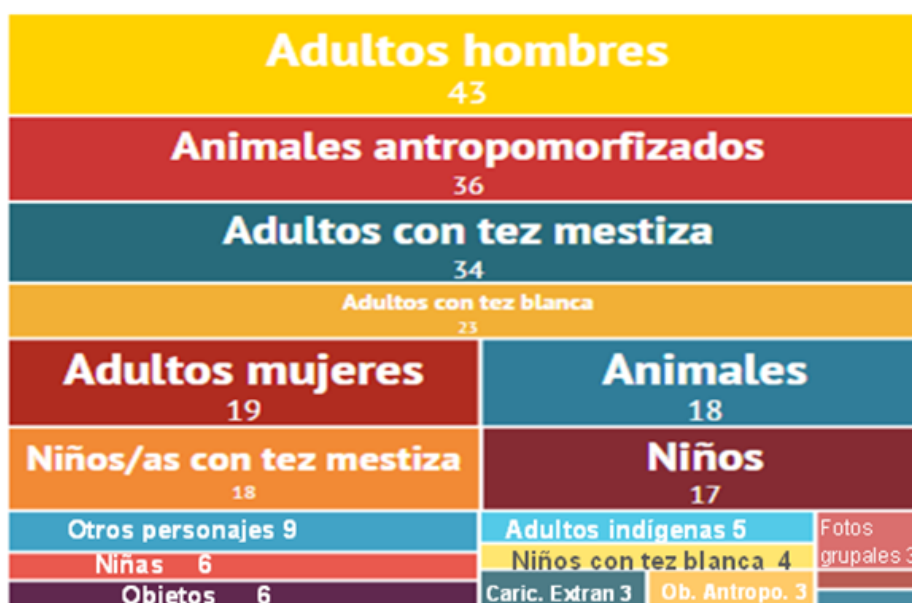 Adultos hombres
43
Animales antropomorfizados
36
Adultos con tez mestiza
34
Adultos con tez blanca
23
Adultos mujeres
19
Animales
18
Niños/as con tez mestiza
18
Niños
17
Otros personajes 9
Adultos indígenas 5
Fotos
grupales 3
Niñas 6
Niños con tez blanca 4
Objetos 6
Caric. Extran 3
Ob. Antropo. 3